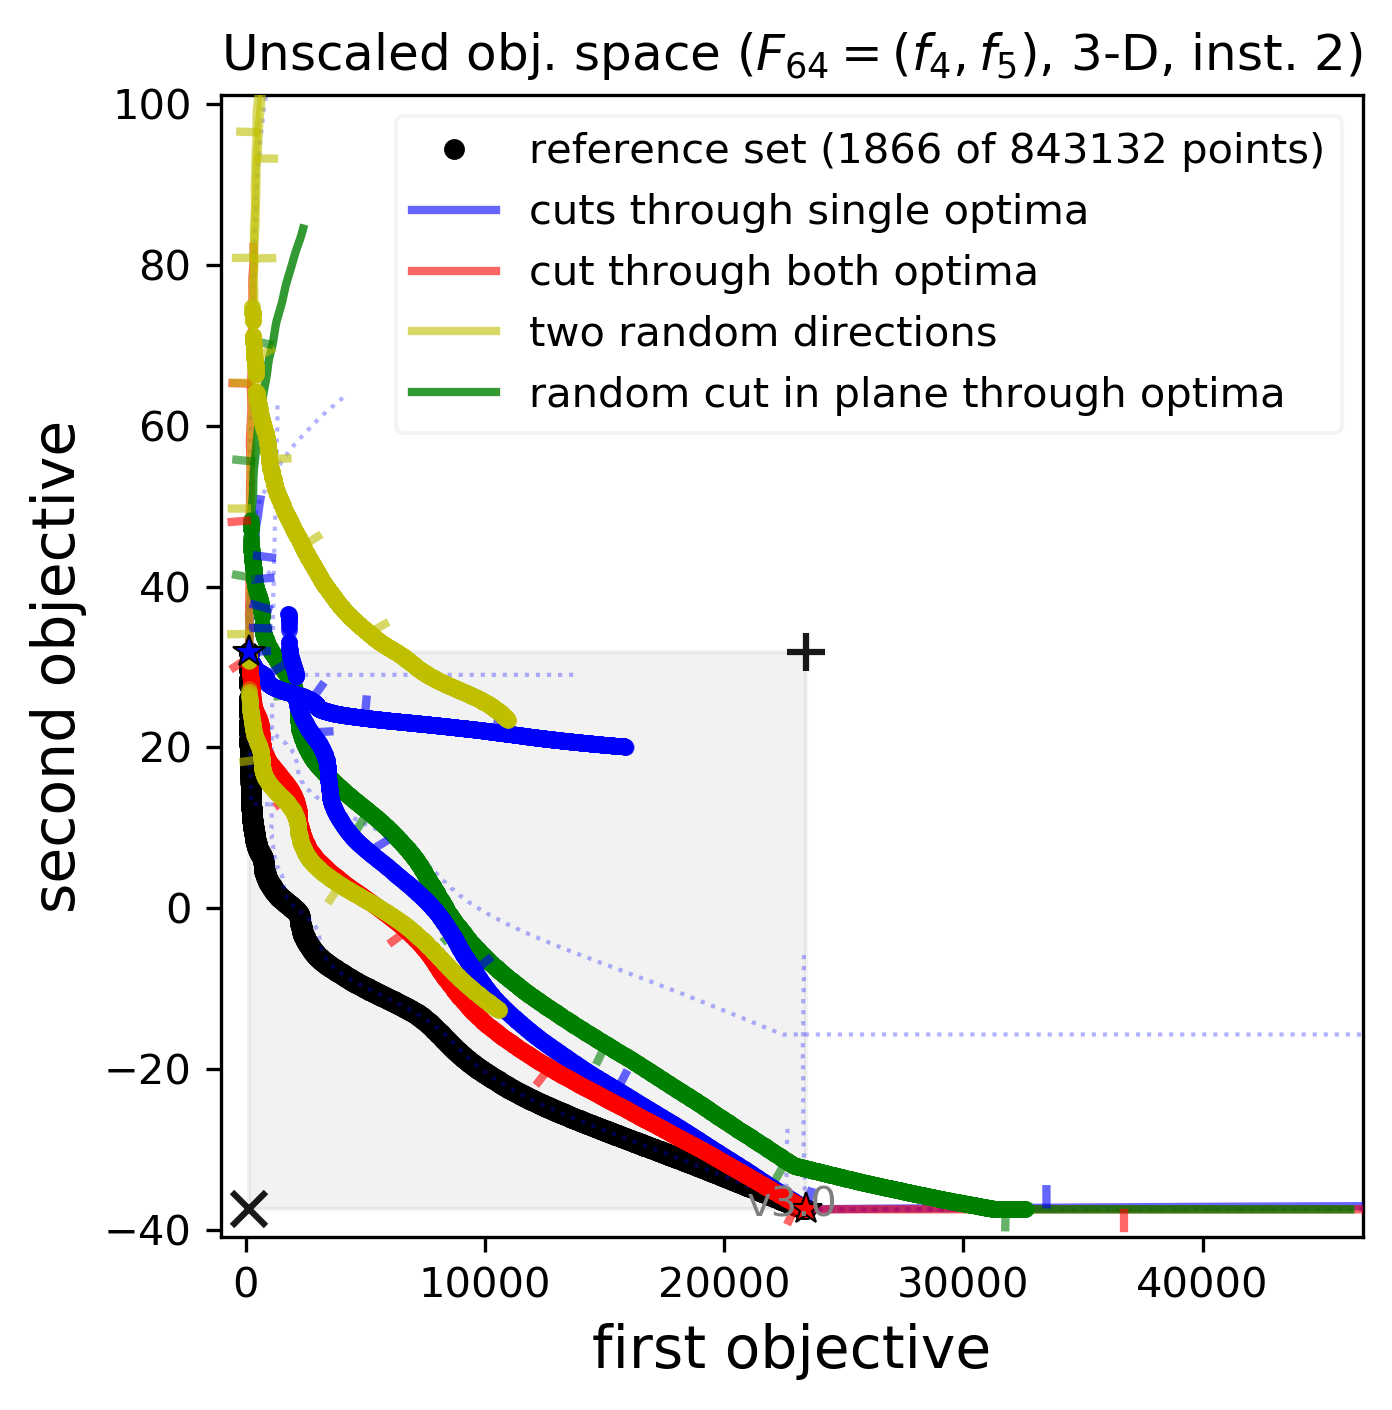 Unscaled obj. space (F64 = (f4, f5), 3-D, inst. 2)
100
80
60
40
20
0
−20
−40
second objective
reference set (1866 of 843132 points)
cuts through single optima
cut through both optima
two random directions
random cut in plane through optima
v3.0
0
10000
20000
30000
40000
first objective